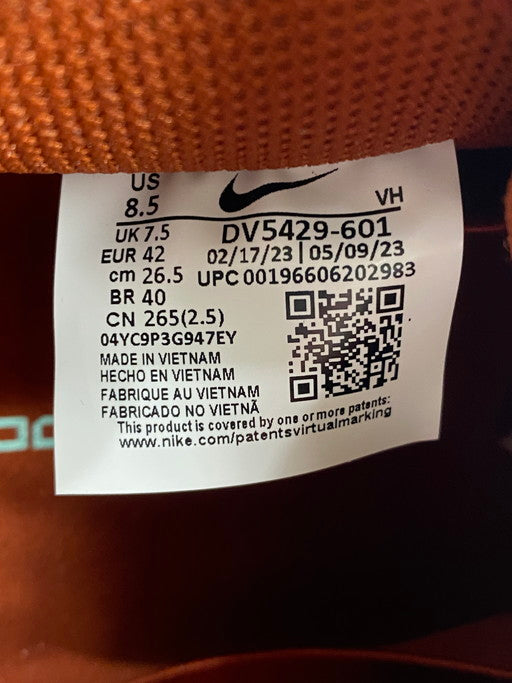 US
8.5
VH
UK 7.5
DV5429-601
EUR 42
02/17/23 | 05/09/23
cm 26.5
UPC 00196606202983
BR 40
CN 265(2.5)
04YC9P3G947EY
MADE IN VIETNAM
HECHO EN VIETNAM
FABRIQUE AU VIETNAM
FABRICADO NO VIETNÃ
This product is covered by one or more patents:
www.nike.com/patentsvirtualmarking